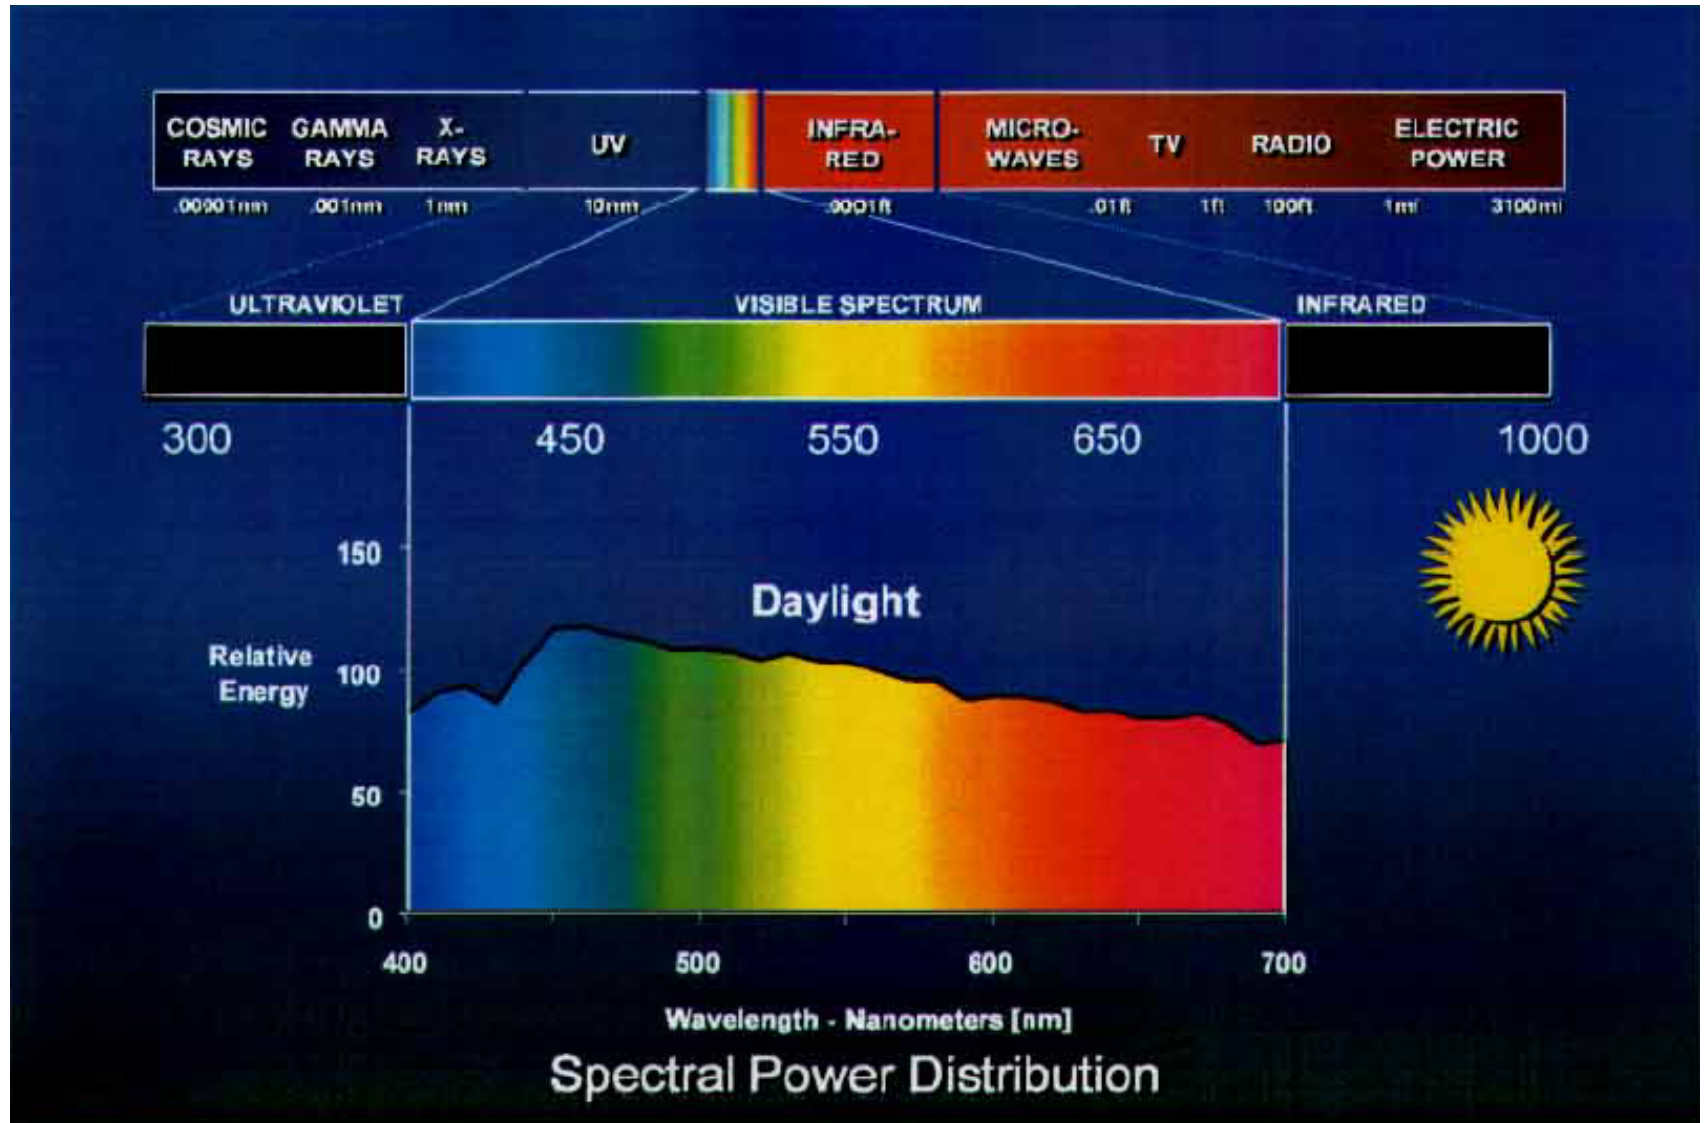 COSMIC RAYS
GAMMA RAYS
X-RAYS
UV
INFRA-RED
MICRO-WAVES
TV
RADIO
ELECTRIC POWER
.00001nm .001nm 1nm 10nm .0001ft .01ft 1ft 100ft 1mi 3100mi
ULTRAVIOLET VISIBLE SPECTRUM INFRARED
300 450 550 650 1000
150
Daylight
Relative
Energy
100
50
0
400 500 600 700
Wavelength - Nanometers [nm]
Spectral Power Distribution